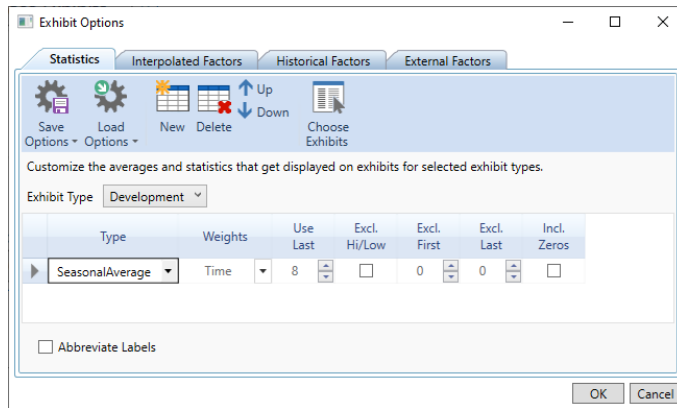 Exhibit Options
Statistics Interpolated Factors Historical Factors External Factors
Save Options Load Options New Delete Up Down Choose Exhibits
Customize the averages and statistics that get displayed on exhibits for selected exhibit types.
Exhibit Type Development
Type Weights Use Last Excl. Hi/Low Excl. First Excl. Last Incl. Zeros
SeasonalAverage Time 8 0 0
Abbreviate Labels
OK Cancel